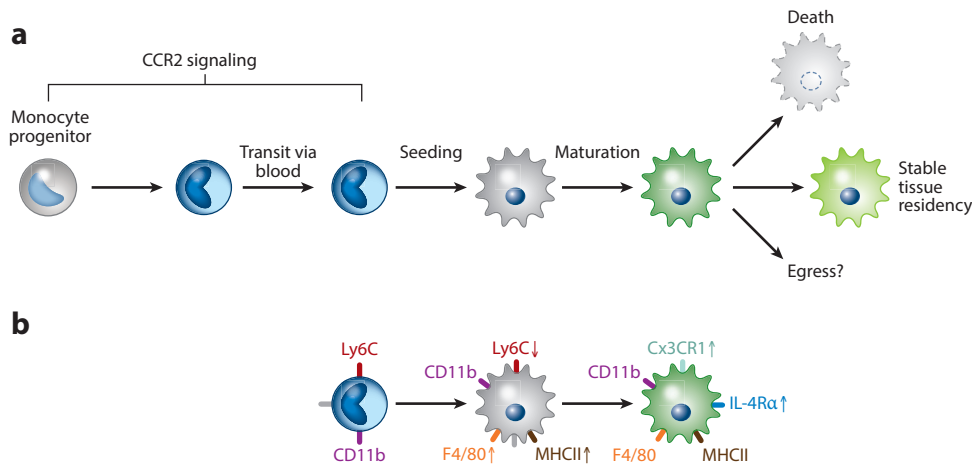 a
CCR2 signaling
Death
Monocyte
progenitor
Transit via
blood
Seeding
Maturation
Stable
tissue
residency
Egress?
b
Ly6C
Ly6C↓
Cx3CR1↑
CD11b
CD11b
IL-4Rα↑
CD11b
F4/80↑
MHCII↑
F4/80
MHCII